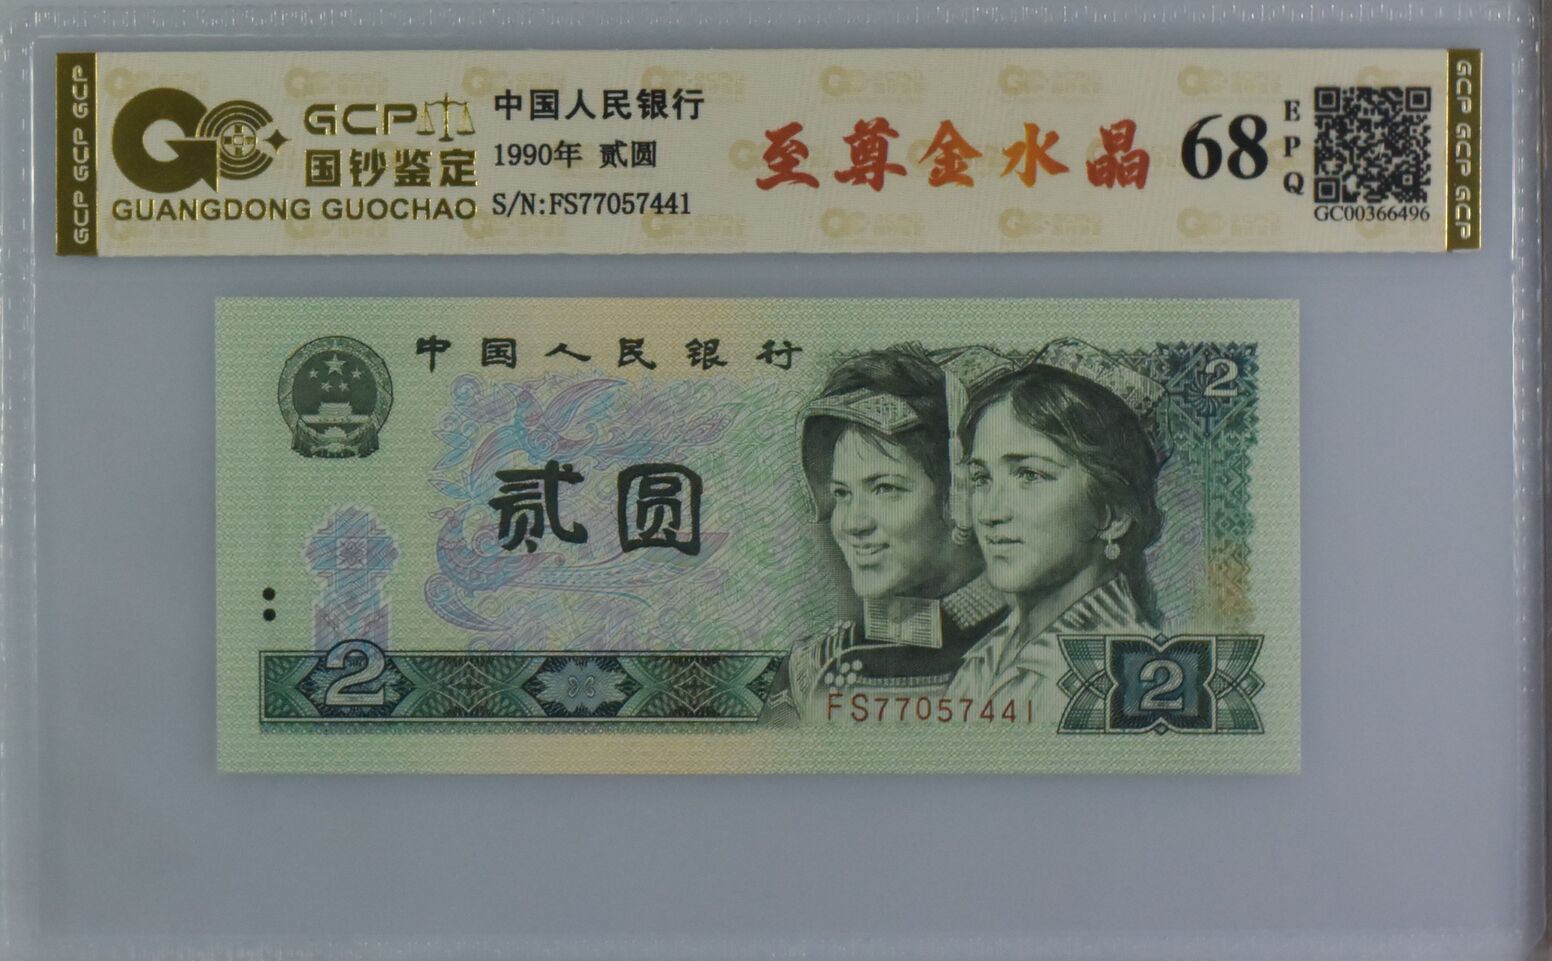 GCP GCP GCP
GCP
国钞鉴定
GUANGDONG GUOCHAO
中国人民银行
1990年 贰圆
S/N:FS77057441
至尊金水晶
68
EPQ
GC00366496
GCP GCP GCP
中国人民银行
2
贰圆
2
FS77057441
2